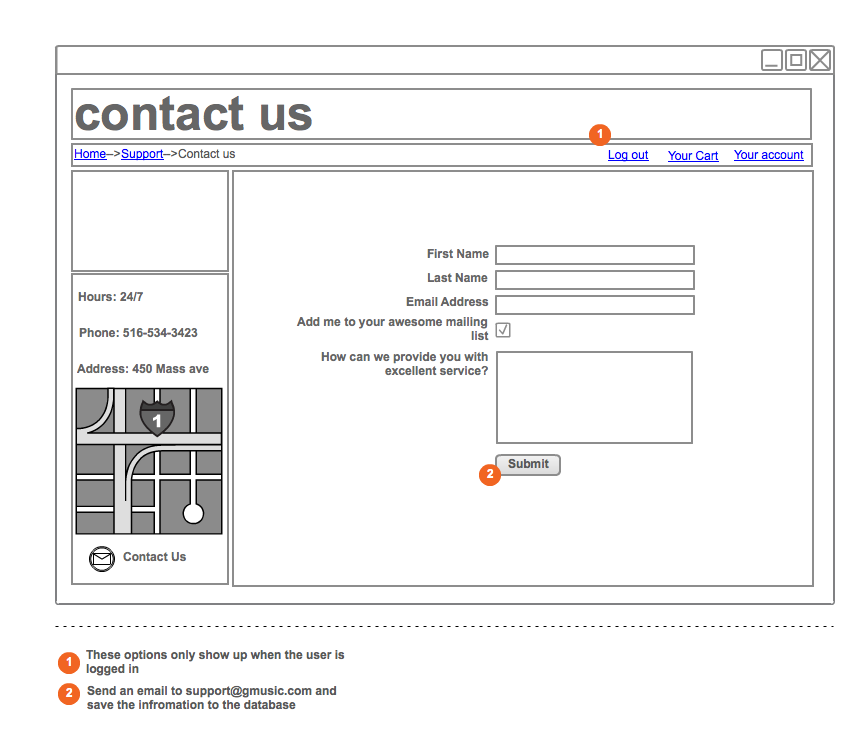 contact us
1
Home–>Support–>Contact us
Log out Your Cart Your account
First Name
Last Name
Email Address
Add me to your awesome mailing
list
How can we provide you with
excellent service?
2
Submit
Hours: 24/7
Phone: 516-534-3423
Address: 450 Mass ave
1
Contact Us
1 These options only show up when the user is
logged in
2 Send an email to support@gmusic.com and
save the infromation to the database